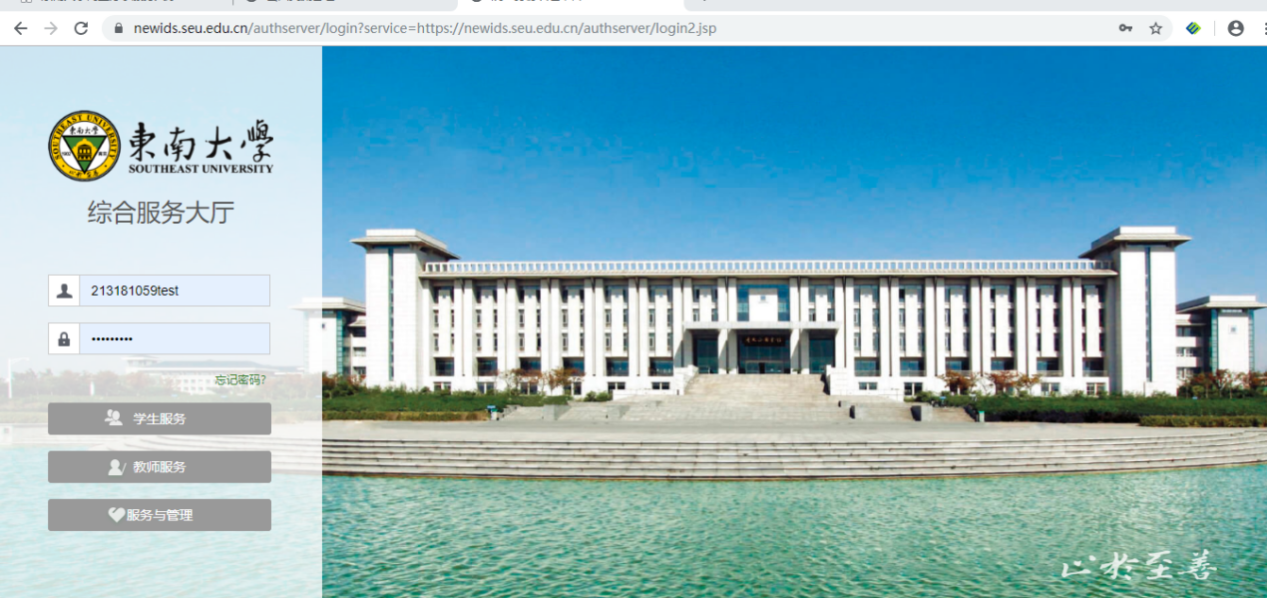 newids.seu.edu.cn/authserver/login?service=https://newids.seu.edu.cn/authserver/login2.jsp
SOUTHEAST UNIVERSITY
東南大學
SOUTHEAST UNIVERSITY
综合服务大厅
213181059test
•••••••••
忘记密码?
学生服务
教师服务
服务与管理
止於至善